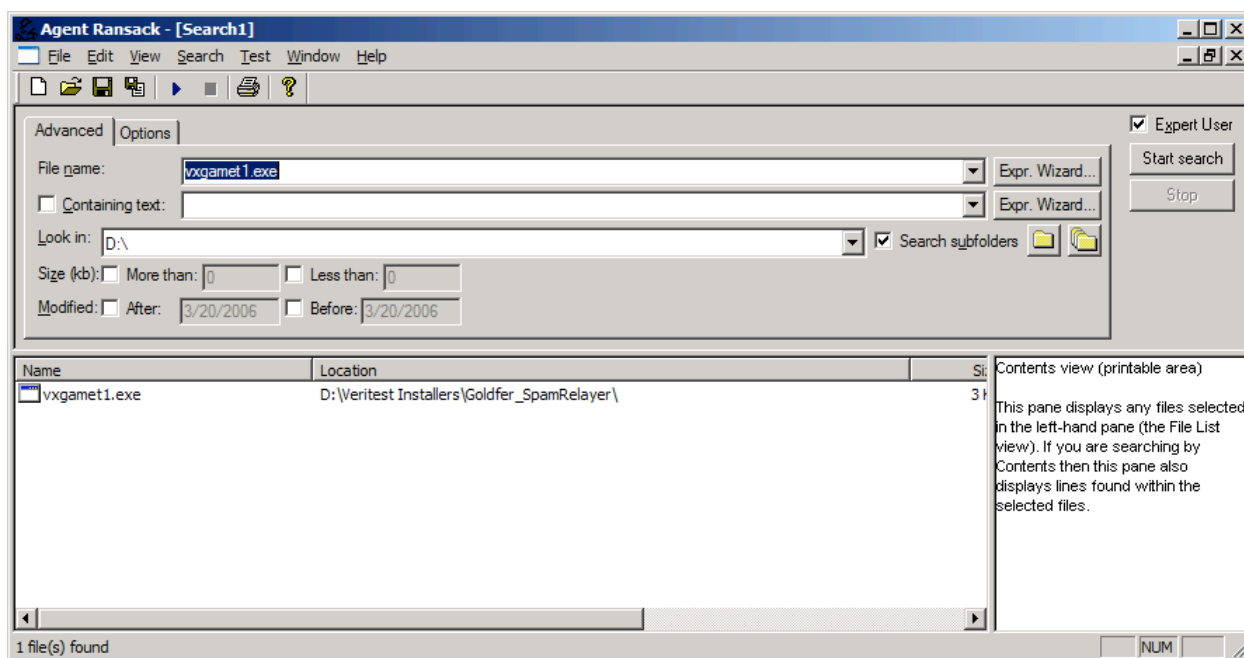 Agent Ransack - [Search1]
File Edit View Search Test Window Help
Advanced Options
Expert User
File name: vxgamet1.exe Expr. Wizard... Start search
Containing text: Expr. Wizard... Stop
Look in: D:\ Search subfolders
Size (kb): More than: 0 Less than: 0
Modified: After: 3/20/2006 Before: 3/20/2006
Name Location
vxgamet1.exe D:\Veritest Installers\Goldfer_SpamRelayer\ 3
Contents view (printable area)
This pane displays any files selected
in the left-hand pane (the File List
view). If you are searching by
Contents then this pane also
displays lines found within the
selected files.
1 file(s) found NUM